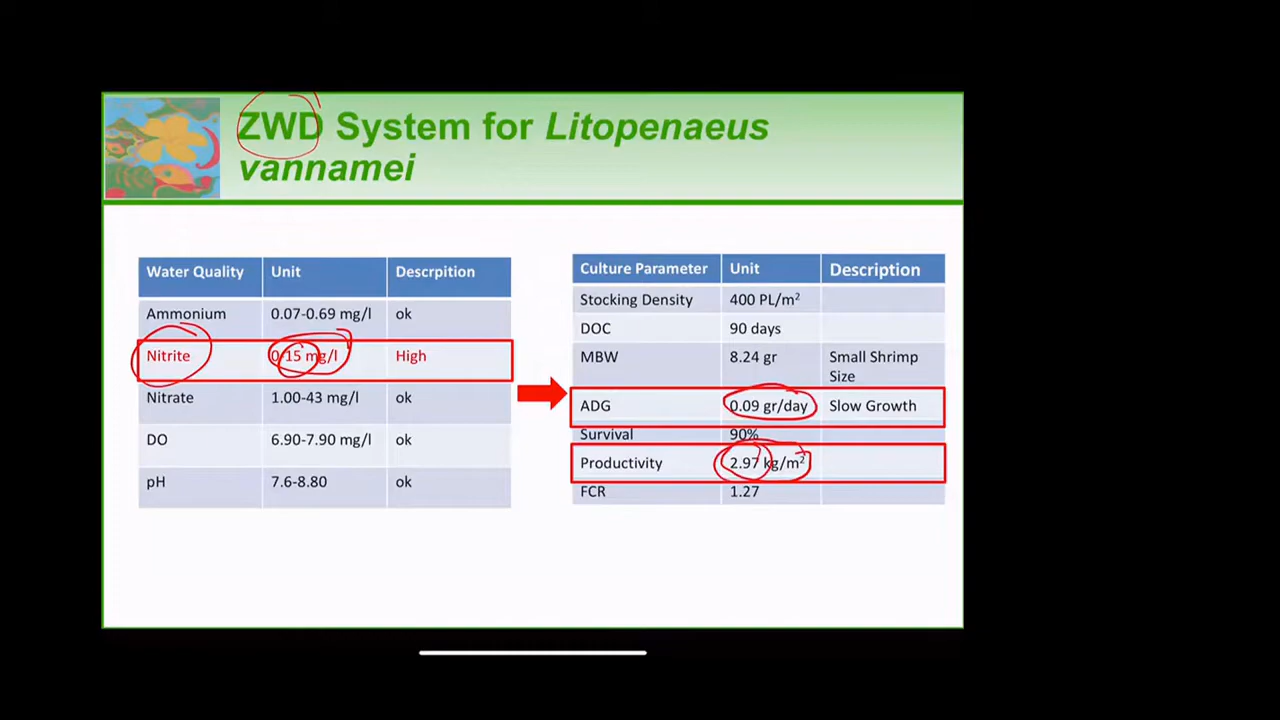 ZWD System for Litopenaeus
vannamei
Water Quality Unit Descrpition
Ammonium 0.07-0.69 mg/l ok
Nitrite 0-15 mg/l High
Nitrate 1.00-43 mg/l ok
DO 6.90-7.90 mg/l ok
pH 7.6-8.80 ok
Culture Parameter Unit Description
Stocking Density 400 PL/m²
DOC 90 days
MBW 8.24 gr Small Shrimp
Size
ADG 0.09 gr/day Slow Growth
Survival 90%
Productivity 2.97 kg/m²
FCR 1.27